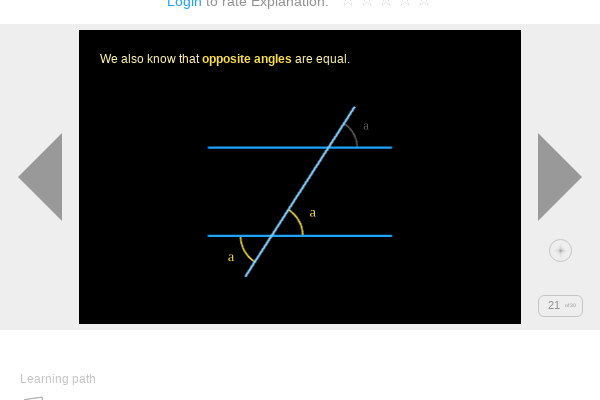 Login to rate Explanation:
We also know that opposite angles are equal.
a
a
a
21 of 30
Learning path